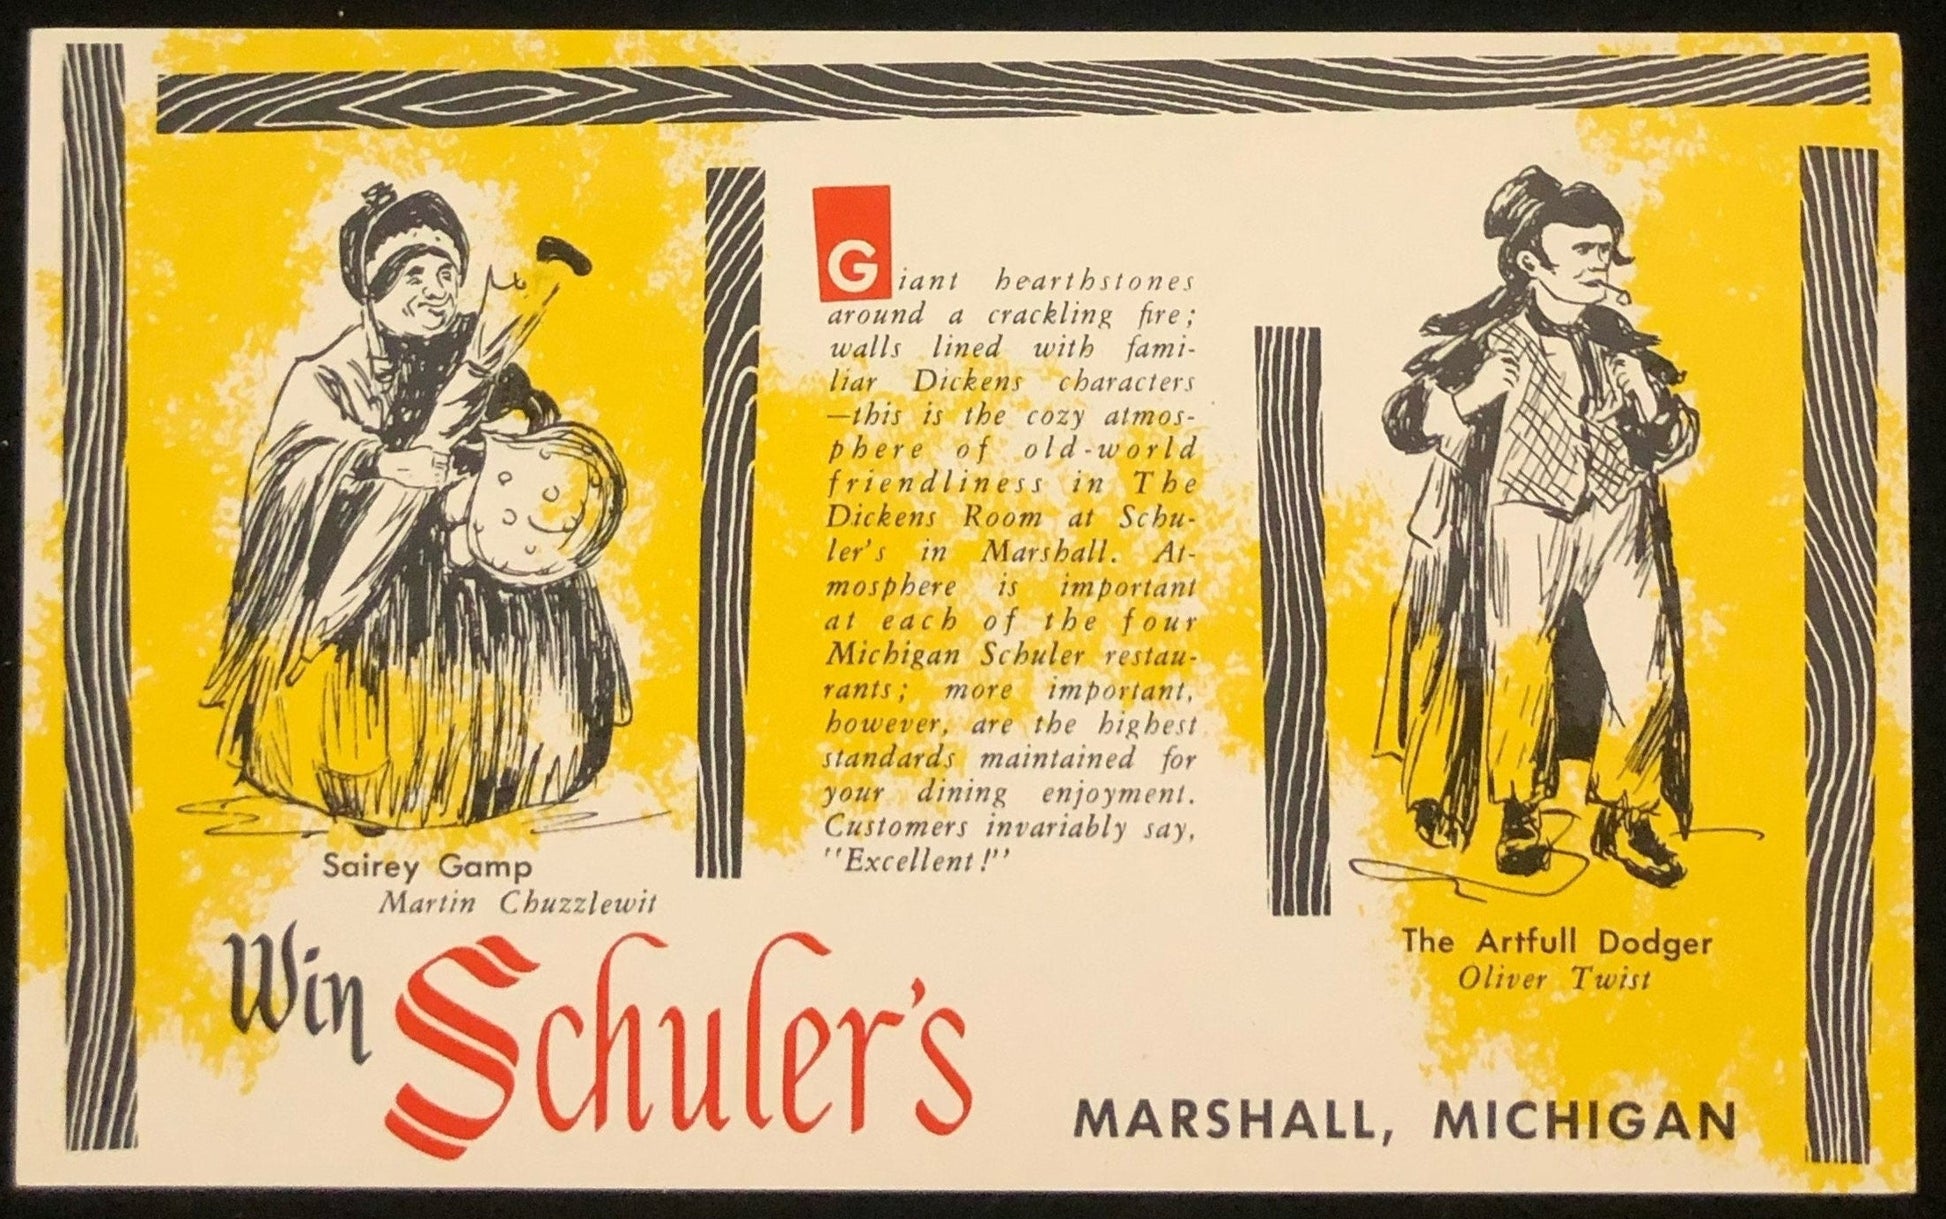 Giant hearthstones
around a crackling fire;
walls lined with fami-
liar Dickens characters
—this is the cozy atmos-
phere of old-world
friendliness in The
Dickens Room at Schu-
ler's in Marshall. At-
mosphere is important
at each of the four
Michigan Schuler restau-
rants; more important,
however, are the highest
standards maintained for
your dining enjoyment.
Customers invariably say,
"Excellent!"
Sairey Gamp
Martin Chuzzlewit
The Artfull Dodger
Oliver Twist
Win Schuler's
MARSHALL, MICHIGAN